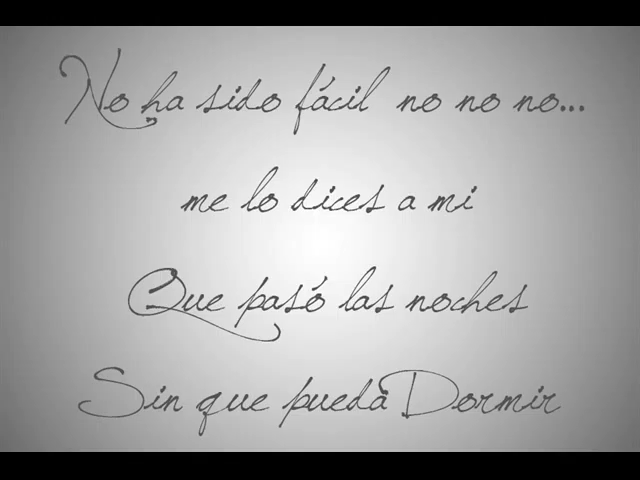 No ha sido fácil no no no...
me lo dices a mi
Que pasó las noches
Sin que pueda Dormir